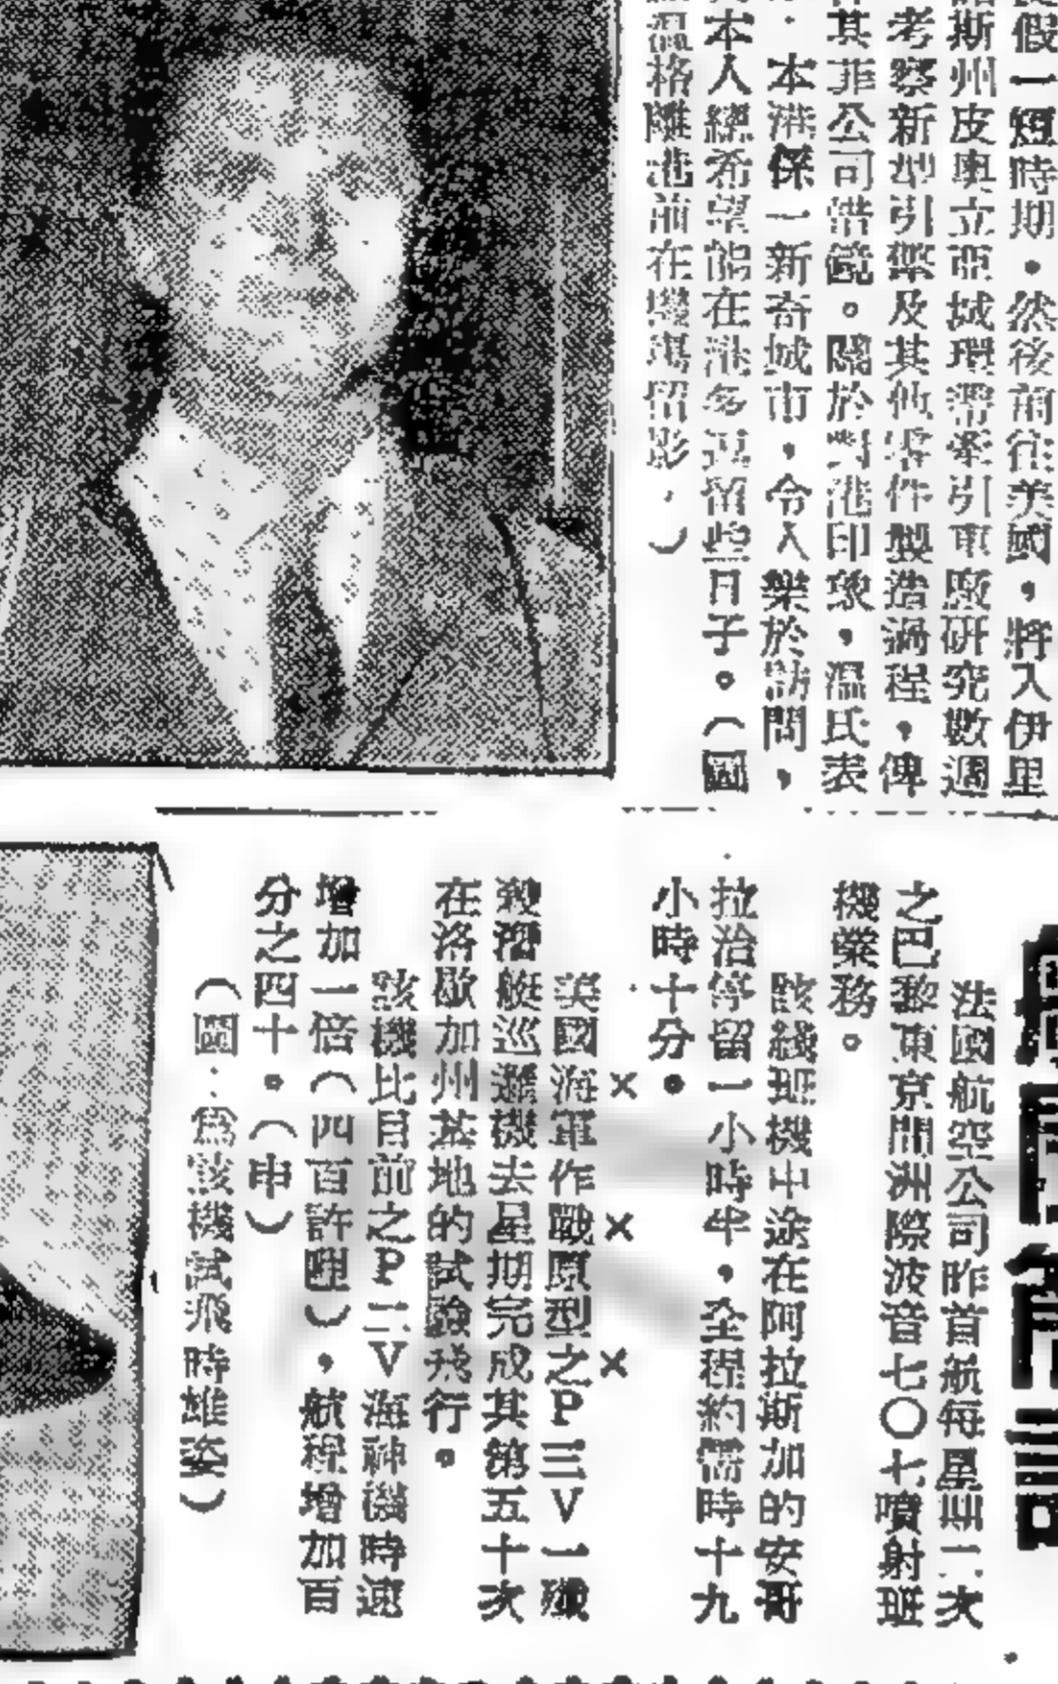 假一短時期。然後前往美國，將入伊里
斯州皮奧立亞城環滯牽引車廠研究數週
考察新型引擎及其他零件製造過程，俾
其菲公司借鏡。關於對港印象，溫氏表
本港係一新奇城市，令人樂於訪問，
本人總希望能在港多逗留些日子。（圖
溫格離港前在機場留影。）
法國航空公司昨首航每星期二次
之巴黎東京間洲際波音七〇七噴射班
機業務。
該綫班機中途在阿拉斯加的安哥
拉治停留一小時半，全程約需時十九
小時十分。
×××
美國海軍作戰原型之P三V一殲
毀潛艇巡邏機去星期完成其第五十次
在洛歇加州基地的試驗飛行。
該機比目前之P二V海神機時速
增加一倍（四百許哩），航程增加百
分之四十。（申）
（圖：為該機試飛時雄姿）